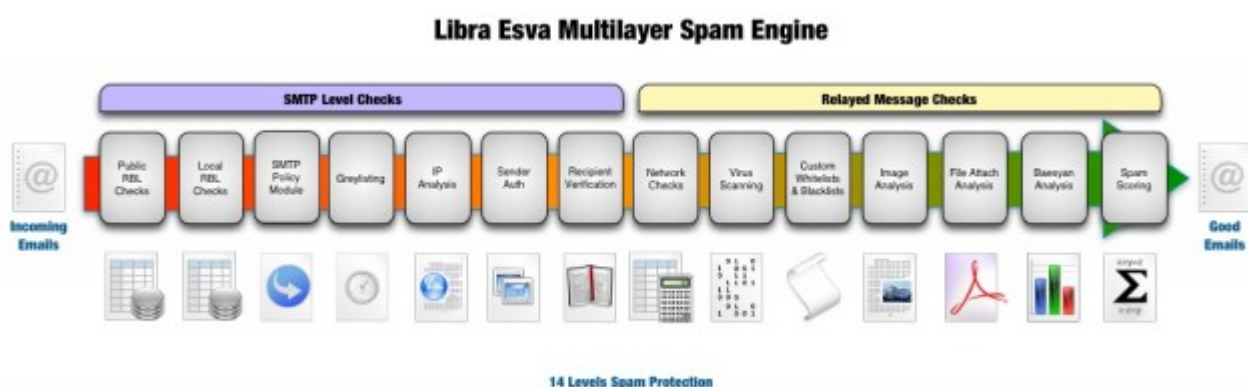 Libra Esva Multilayer Spam Engine
SMTP Level Checks
Relayed Message Checks
Public
RBL
Checks
Local
RBL
Checks
SMTP
Policy
Module
Greylisting
IP
Analysis
Sender
Auth
Recipient
Verification
Network
Checks
Virus
Scanning
Custom
Whitelists
& Blacklists
Image
Analysis
File Attach
Analysis
Baesyan
Analysis
Spam
Scoring
Incoming
Emails
Good
Emails
14 Levels Spam Protection